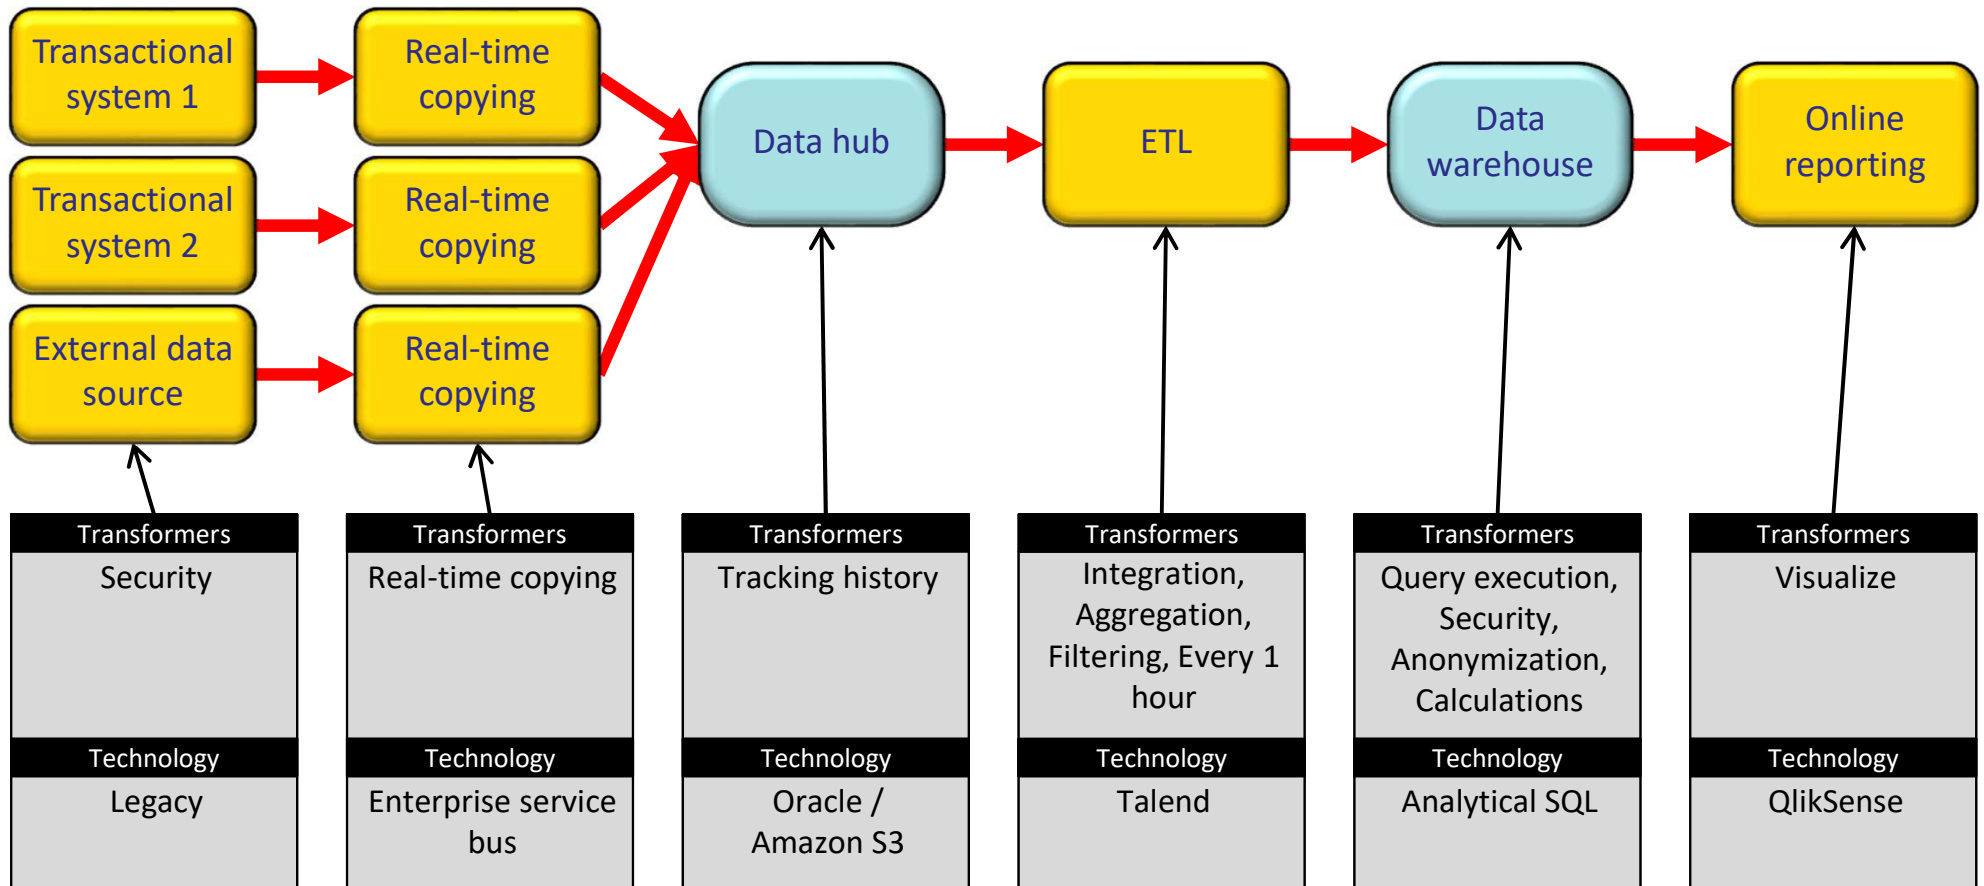 Transactional
system 1
Real-time
copying
Transactional
system 2
Real-time
copying
External data
source
Real-time
copying
Data hub
ETL
Data
warehouse
Online
reporting
Transformers
Security
Technology
Legacy
Transformers
Real-time copying
Technology
Enterprise service
bus
Transformers
Tracking history
Technology
Oracle /
Amazon S3
Transformers
Integration,
Aggregation,
Filtering, Every 1
hour
Technology
Talend
Transformers
Query execution,
Security,
Anonymization,
Calculations
Technology
Analytical SQL
Transformers
Visualize
Technology
QlikSense